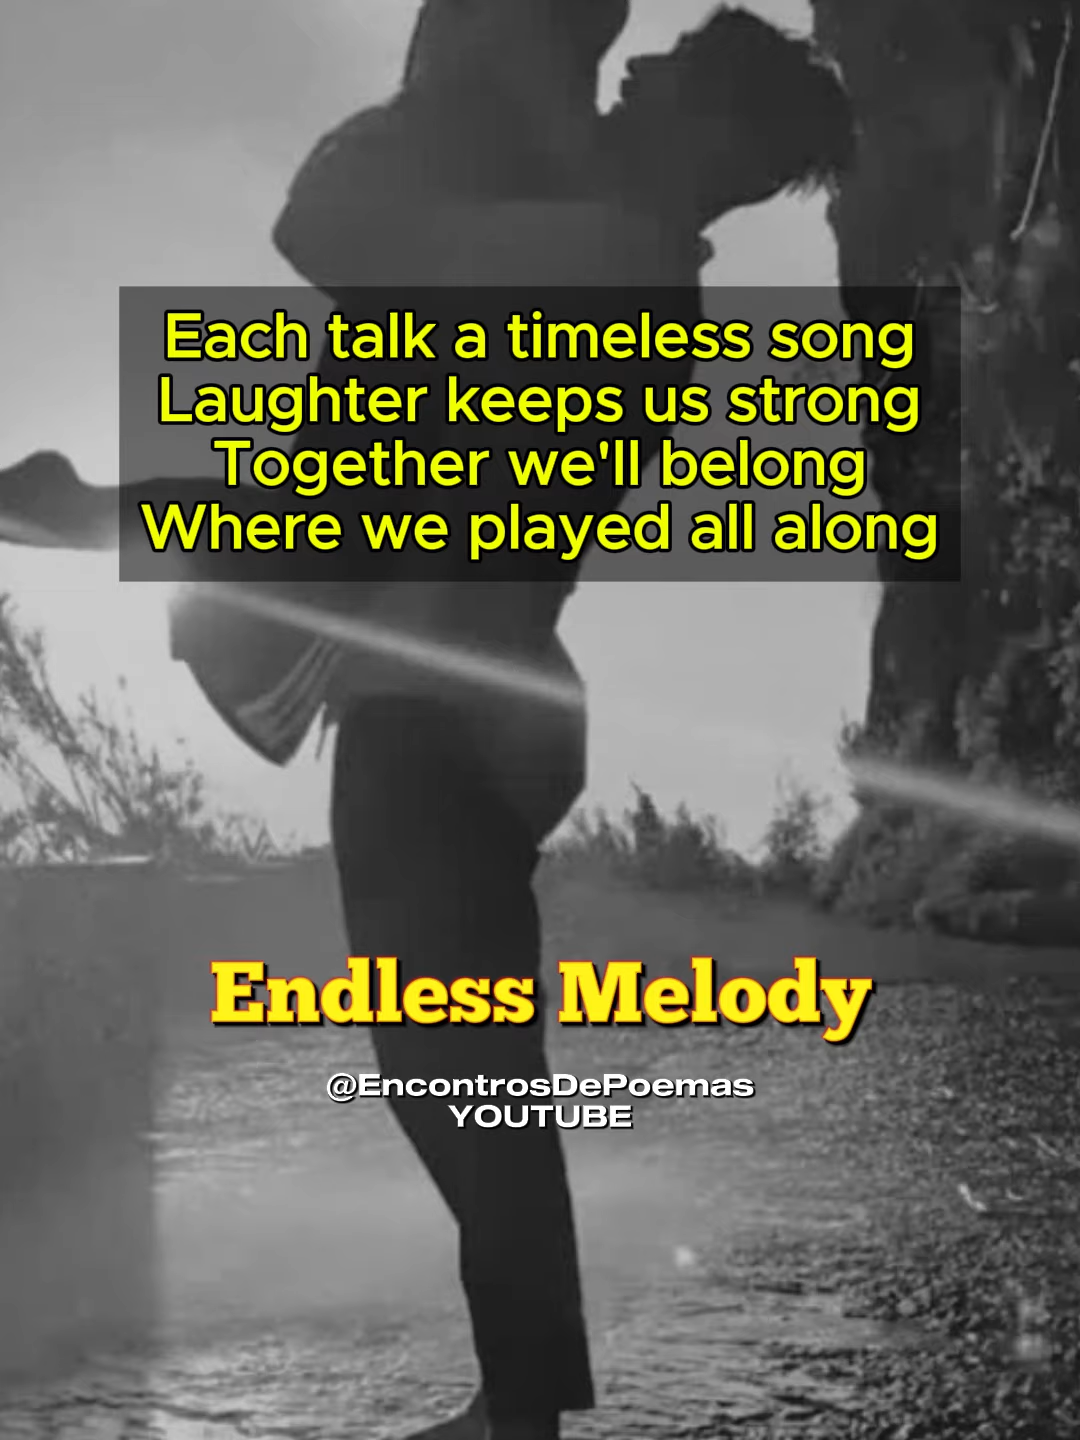 Each talk a timeless song
Laughter keeps us strong
Together we'll belong
Where we played all along
Endless Melody
@EncontrosDePoemas
YOUTUBE